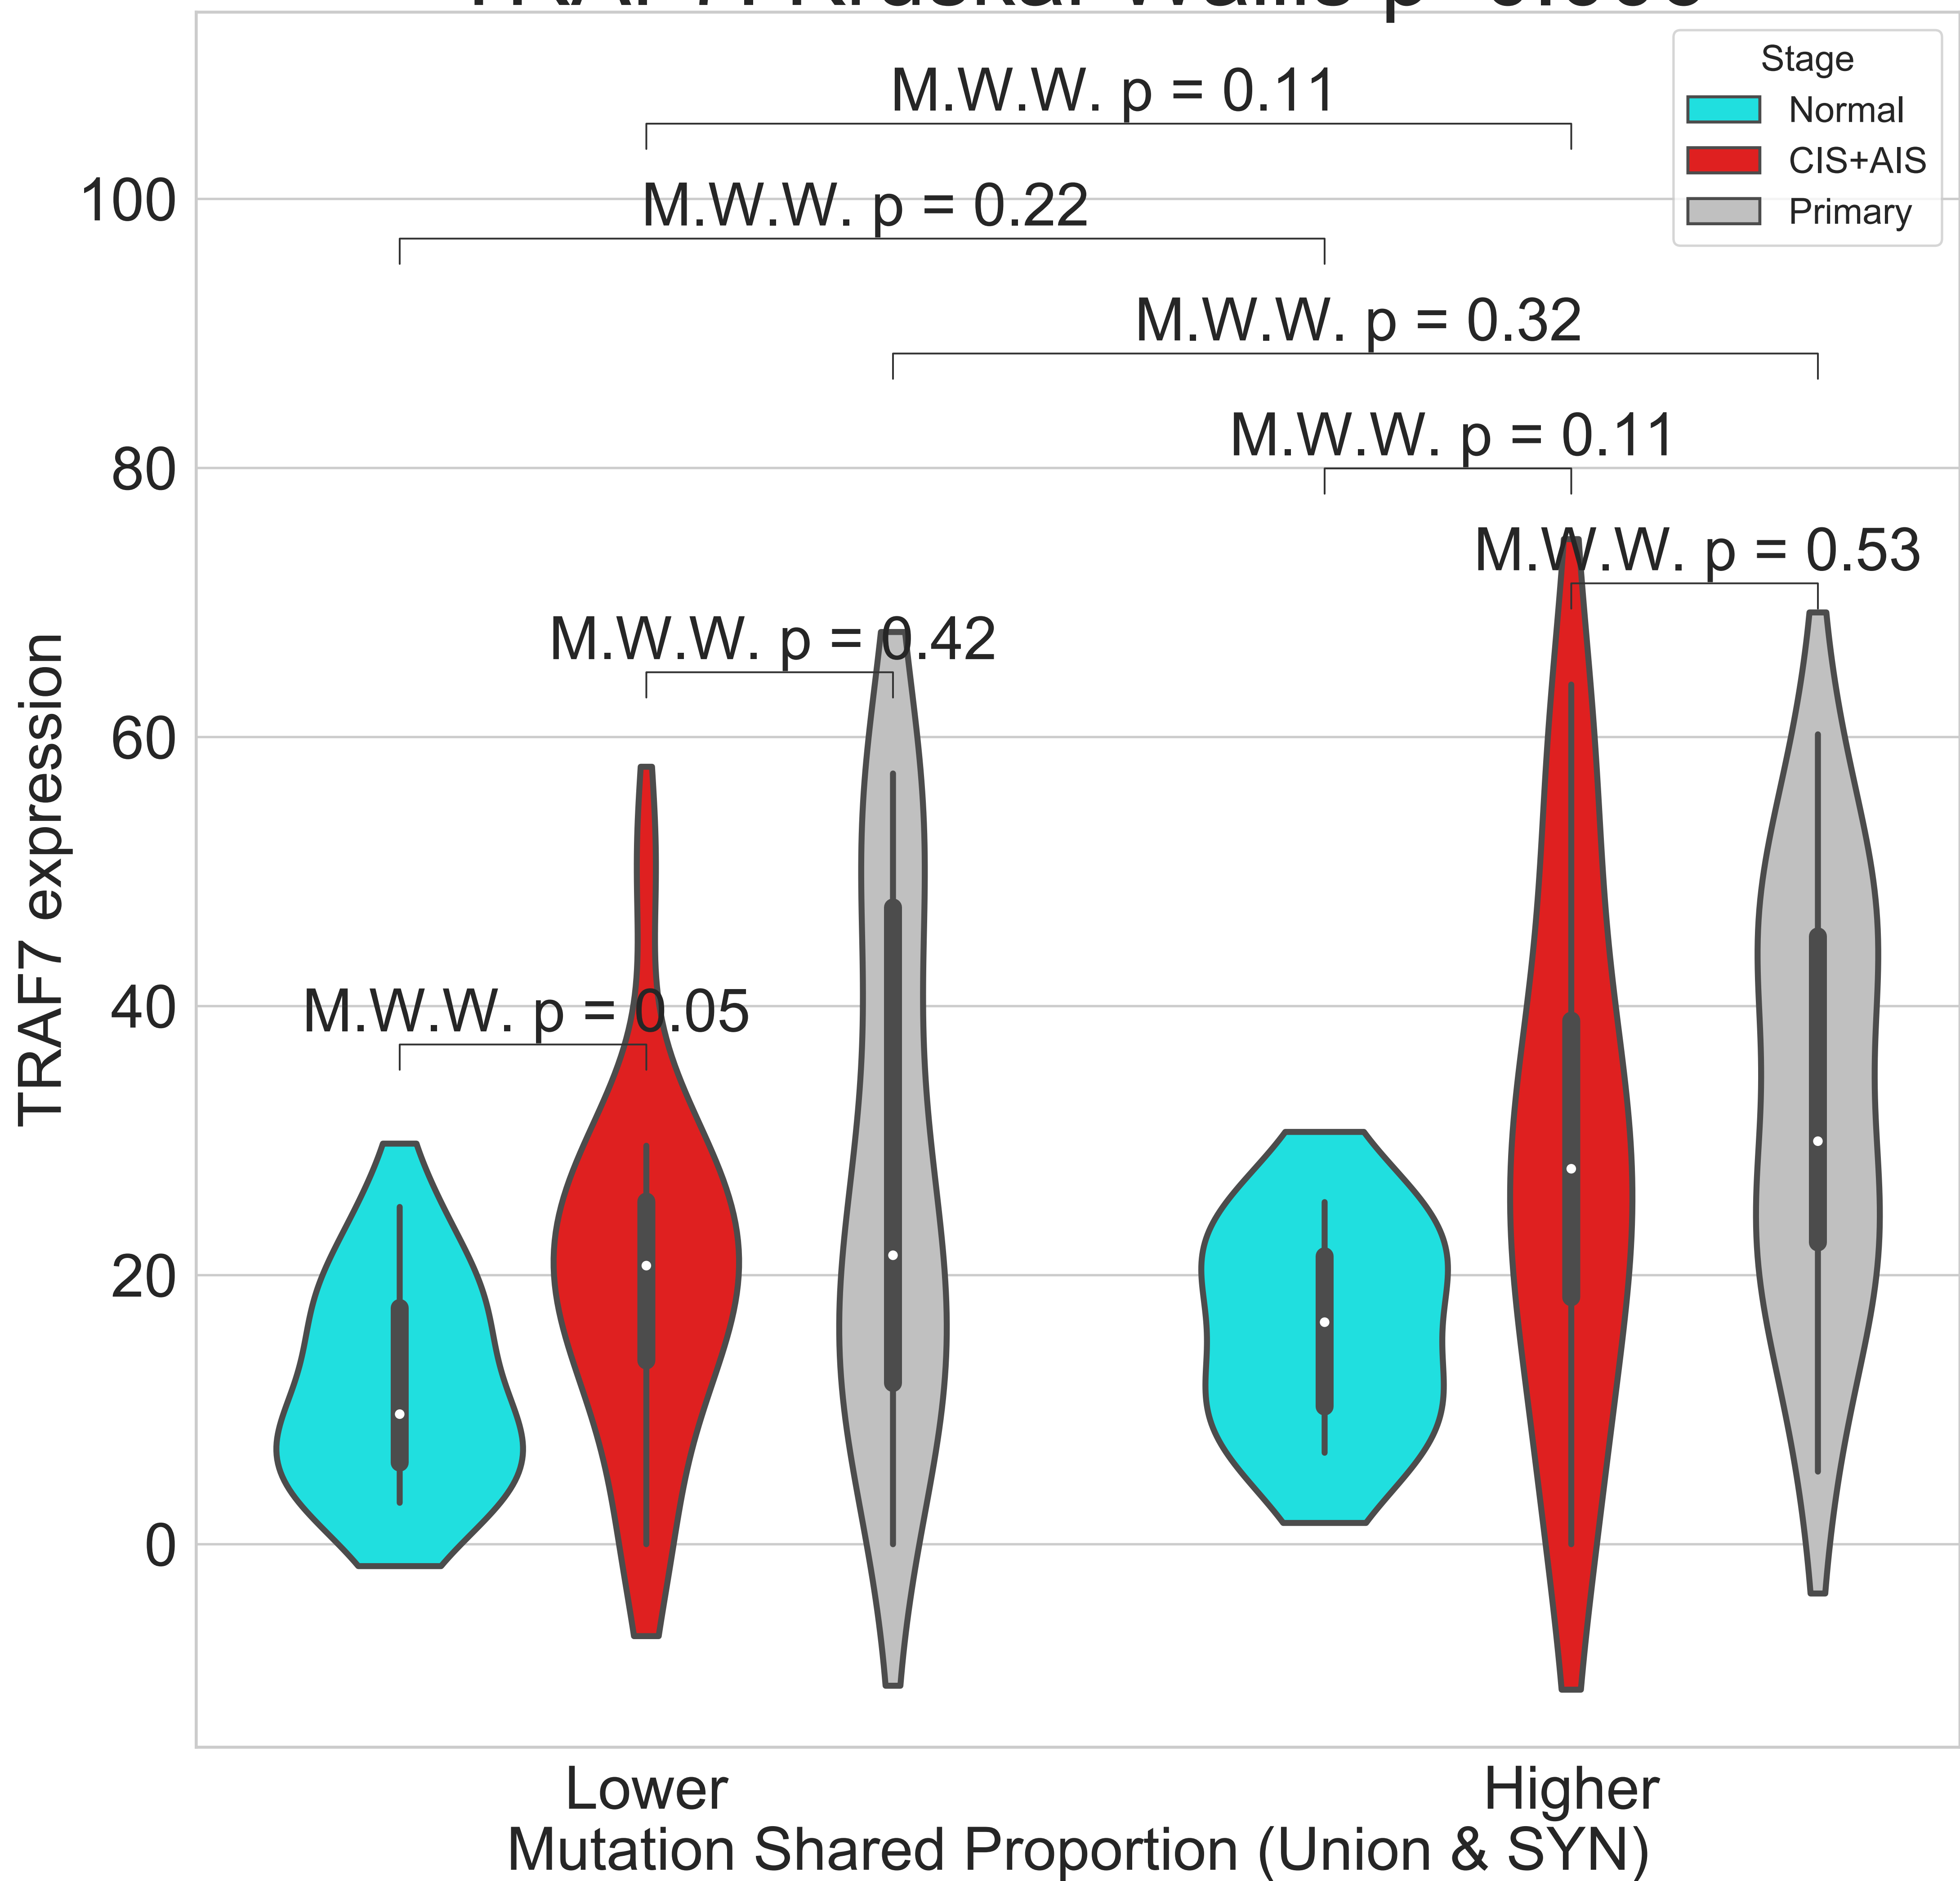 Stage
Normal
CIS+AIS
Primary
M.W.W. p = 0.11
M.W.W. p = 0.22
M.W.W. p = 0.32
M.W.W. p = 0.11
M.W.W. p = 0.53
M.W.W. p = 0.42
M.W.W. p = 0.05
100
80
60
40
20
0
TRAF7 expression
Lower
Higher
Mutation Shared Proportion (Union & SYN)